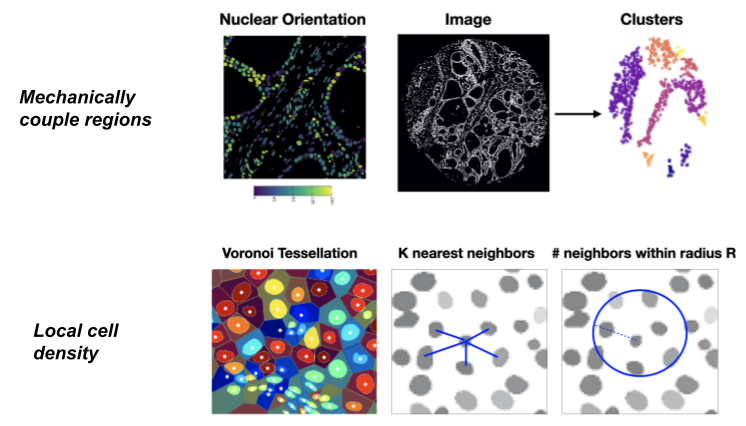 Nuclear Orientation
Image
Clusters
Mechanically
couple regions
Voronoi Tessellation
K nearest neighbors
# neighbors within radius R
Local cell
density